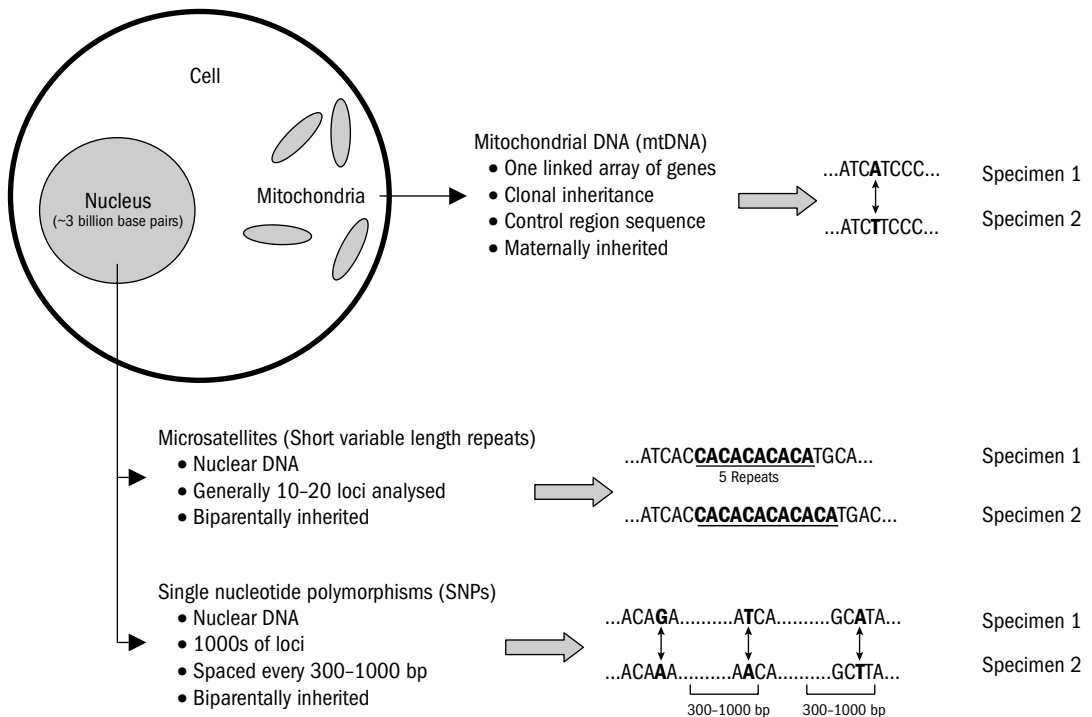 Cell
Nucleus
(~3 billion base pairs)
Mitochondria
Mitochondrial DNA (mtDNA)
• One linked array of genes
• Clonal inheritance
• Control region sequence
• Maternally inherited
...ATCATCCC...
Specimen 1
...ATCTTCCC...
Specimen 2
Microsatellites (Short variable length repeats)
• Nuclear DNA
• Generally 10–20 loci analysed
• Biparentally inherited
...ATCACCACACACACATGCA...
Specimen 1
5 Repeats
...ATCACCACACACACACATGAC...
Specimen 2
Single nucleotide polymorphisms (SNPs)
• Nuclear DNA
• 1000s of loci
• Spaced every 300–1000 bp
• Biparentally inherited
...ACAGA..........ATCA..........GCATA...
Specimen 1
...ACAAA..........AACA..........GCTTA...
Specimen 2
300–1000 bp
300–1000 bp